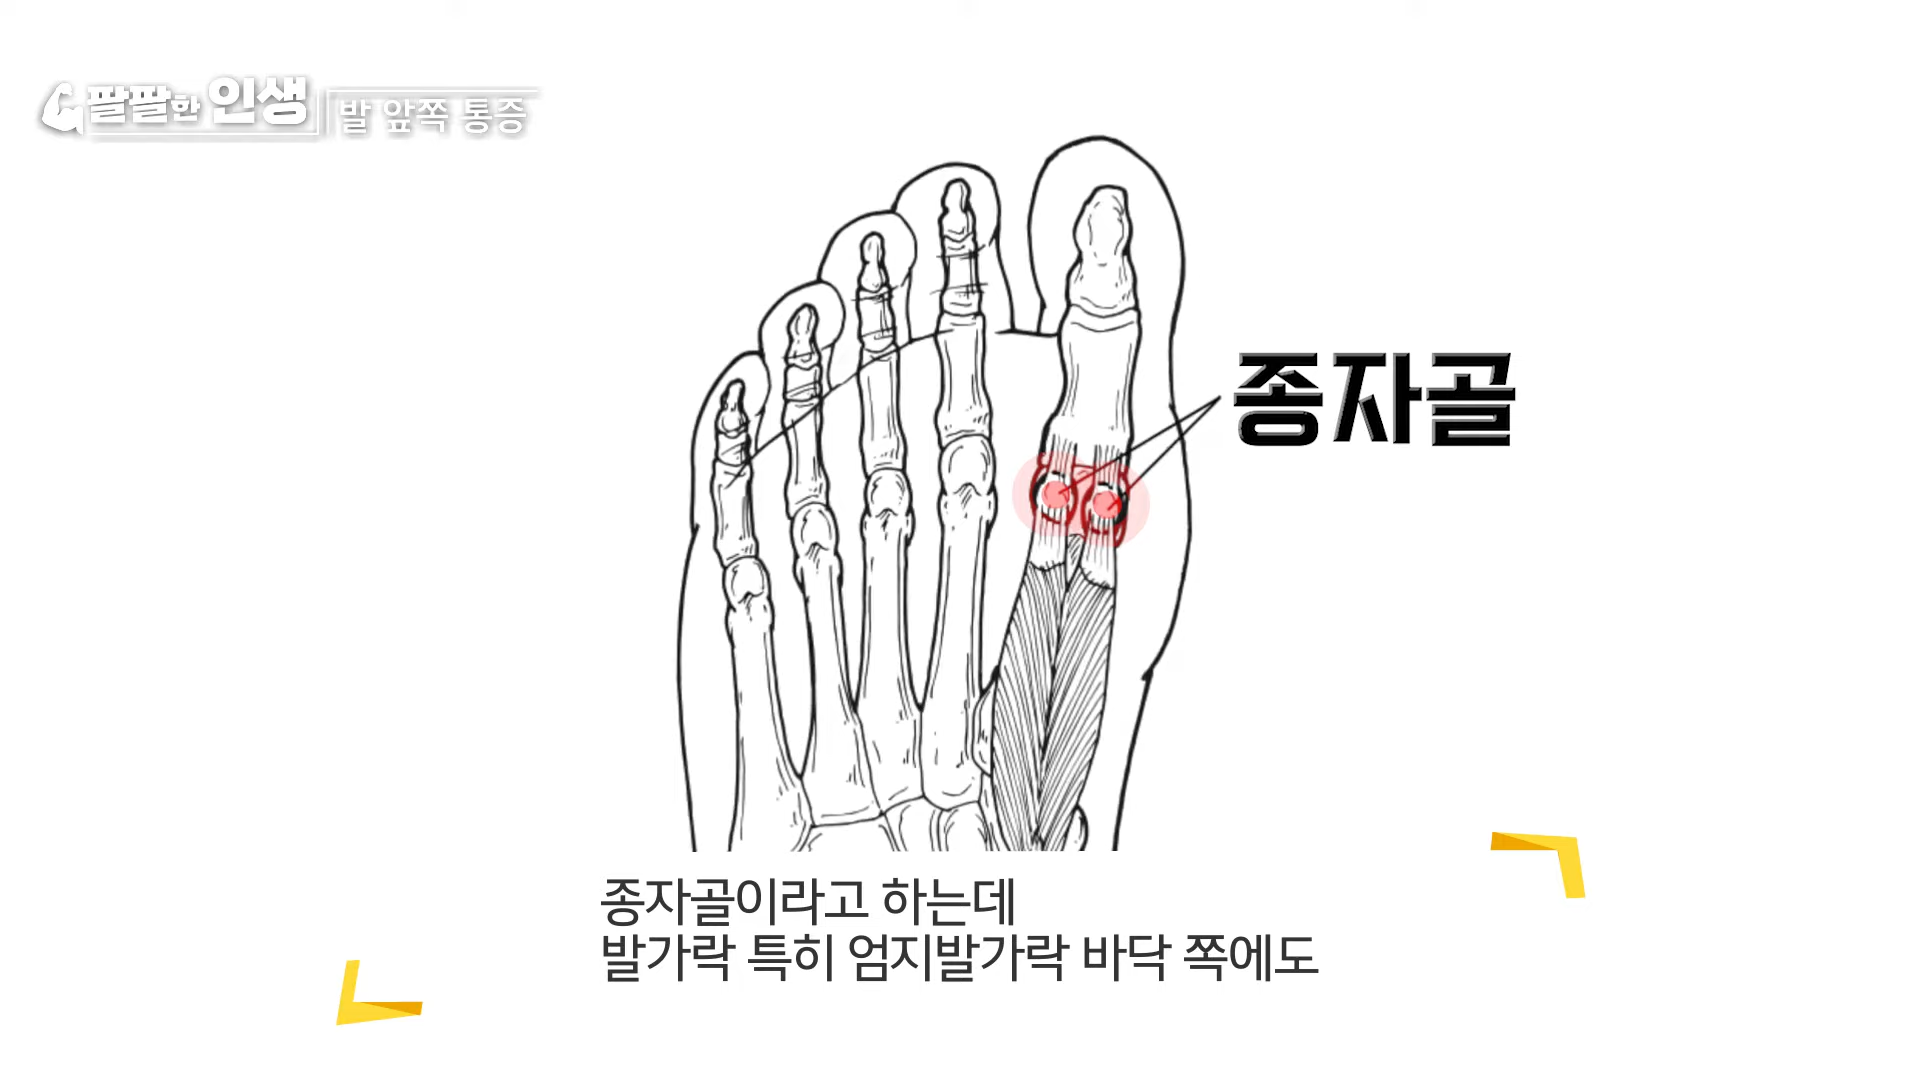 팔팔한 인생 발 앞쪽 통증
종자골
종자골이라고 하는데
발가락 특히 엄지발가락 바닥 쪽에도